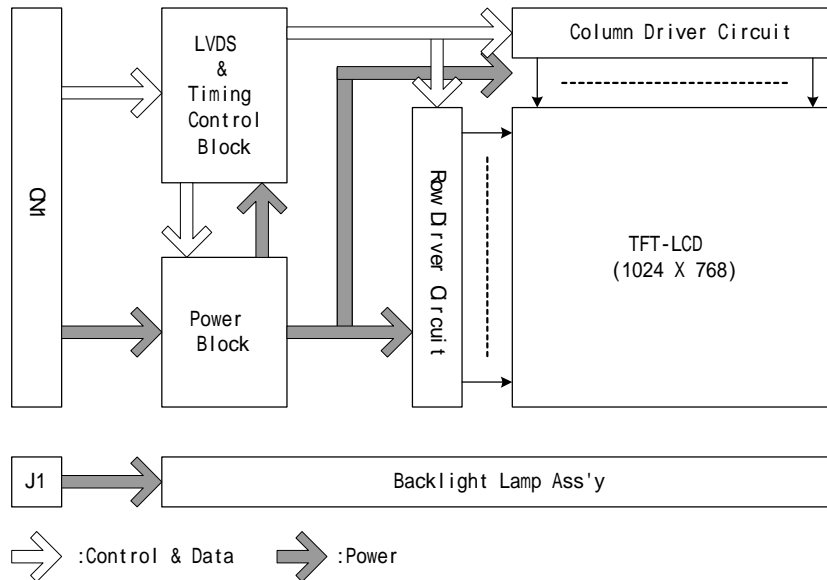 LVDS
&
Timing
Control
Block
Column Driver Circuit
CN1
Row Dirver Circuit
TFT-LCD
(1024 X 768)
Power
Block
J1
Backlight Lamp Ass'y
:Control & Data
:Power